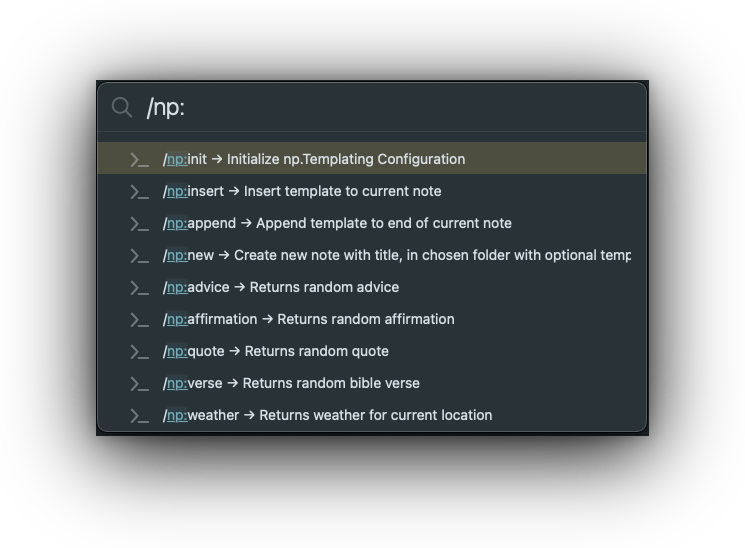 /np:
/np:init → Initialize np.Templating Configuration
/np:insert → Insert template to current note
/np:append → Append template to end of current note
/np:new → Create new note with title, in chosen folder with optional temp
/np:advice → Returns random advice
/np:affirmation → Returns random affirmation
/np:quote → Returns random quote
/np:verse → Returns random bible verse
/np:weather → Returns weather for current location